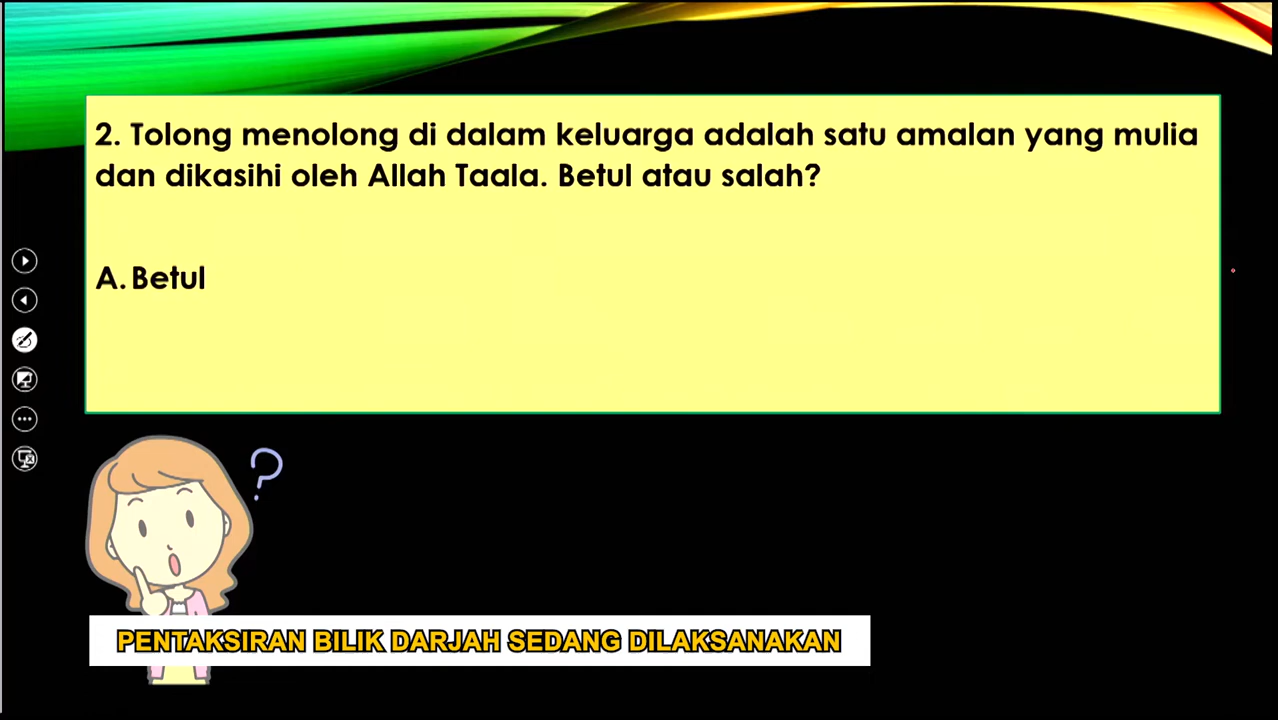 2. Tolong menolong di dalam keluarga adalah satu amalan yang mulia
dan dikasihi oleh Allah Taala. Betul atau salah?
A. Betul
?
PENTAKSIRAN BILIK DARJAH SEDANG DILAKSANAKAN